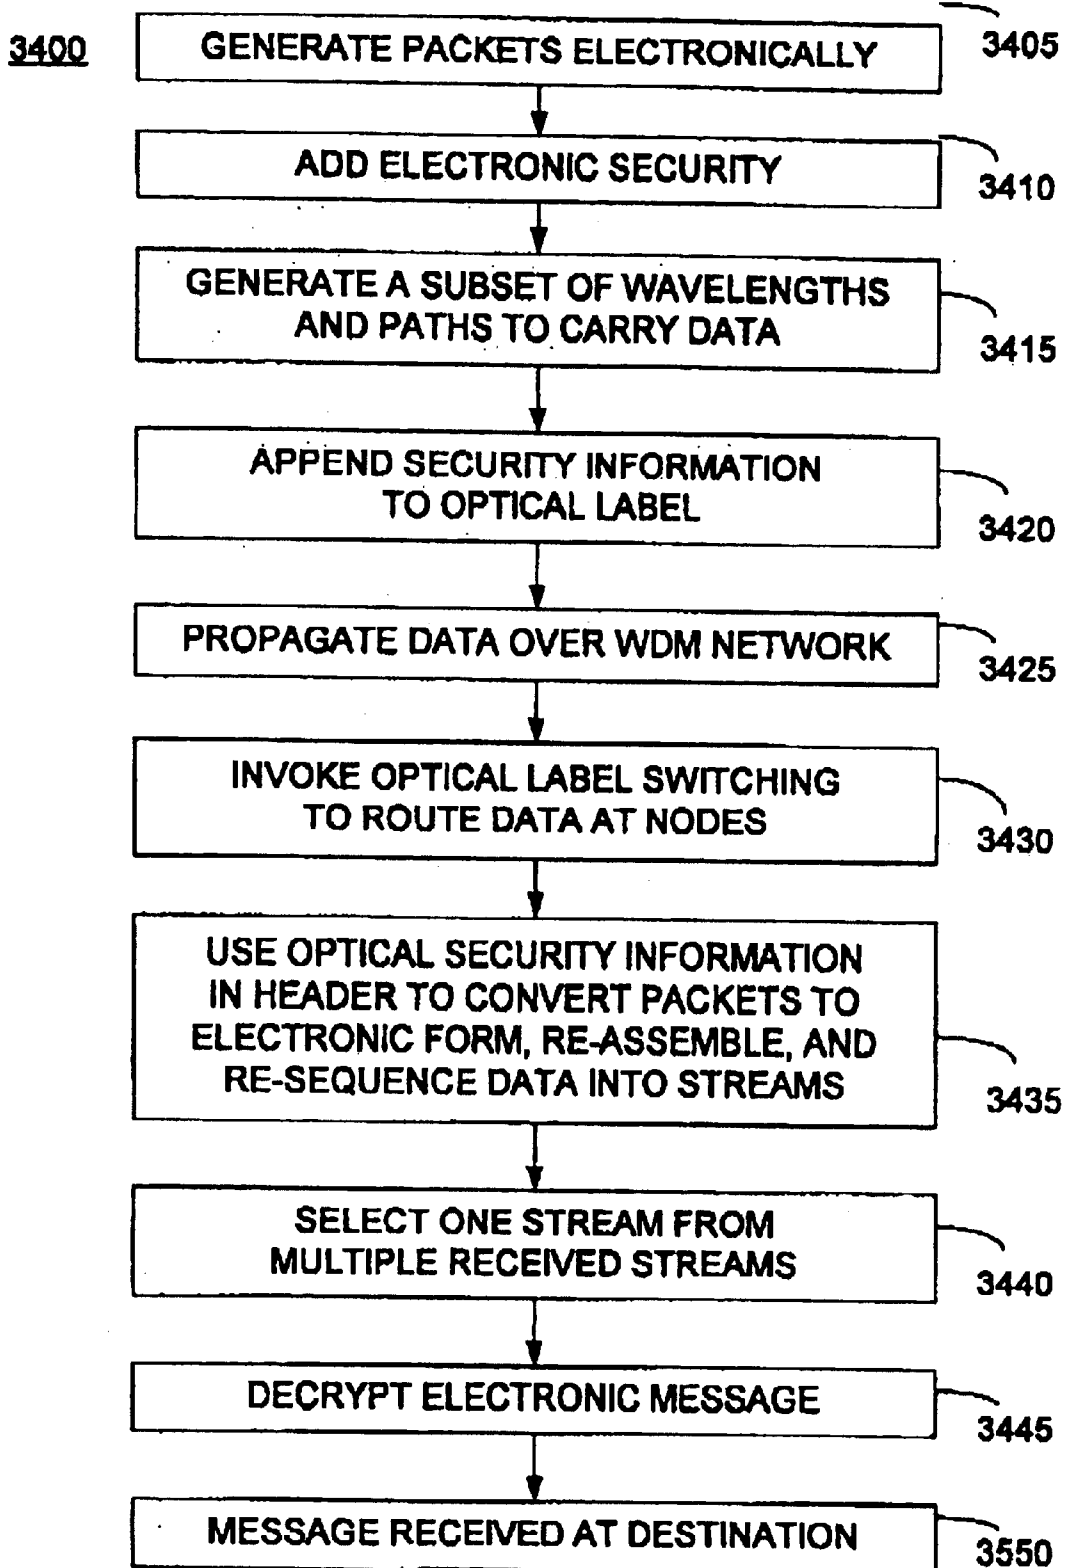 3400
GENERATE PACKETS ELECTRONICALLY
3405
ADD ELECTRONIC SECURITY
3410
GENERATE A SUBSET OF WAVELENGTHS
AND PATHS TO CARRY DATA
3415
APPEND SECURITY INFORMATION
TO OPTICAL LABEL
3420
PROPAGATE DATA OVER WDM NETWORK
3425
INVOKE OPTICAL LABEL SWITCHING
TO ROUTE DATA AT NODES
3430
USE OPTICAL SECURITY INFORMATION
IN HEADER TO CONVERT PACKETS TO
ELECTRONIC FORM, RE-ASSEMBLE, AND
RE-SEQUENCE DATA INTO STREAMS
3435
SELECT ONE STREAM FROM
MULTIPLE RECEIVED STREAMS
3440
DECRYPT ELECTRONIC MESSAGE
3445
MESSAGE RECEIVED AT DESTINATION
3550